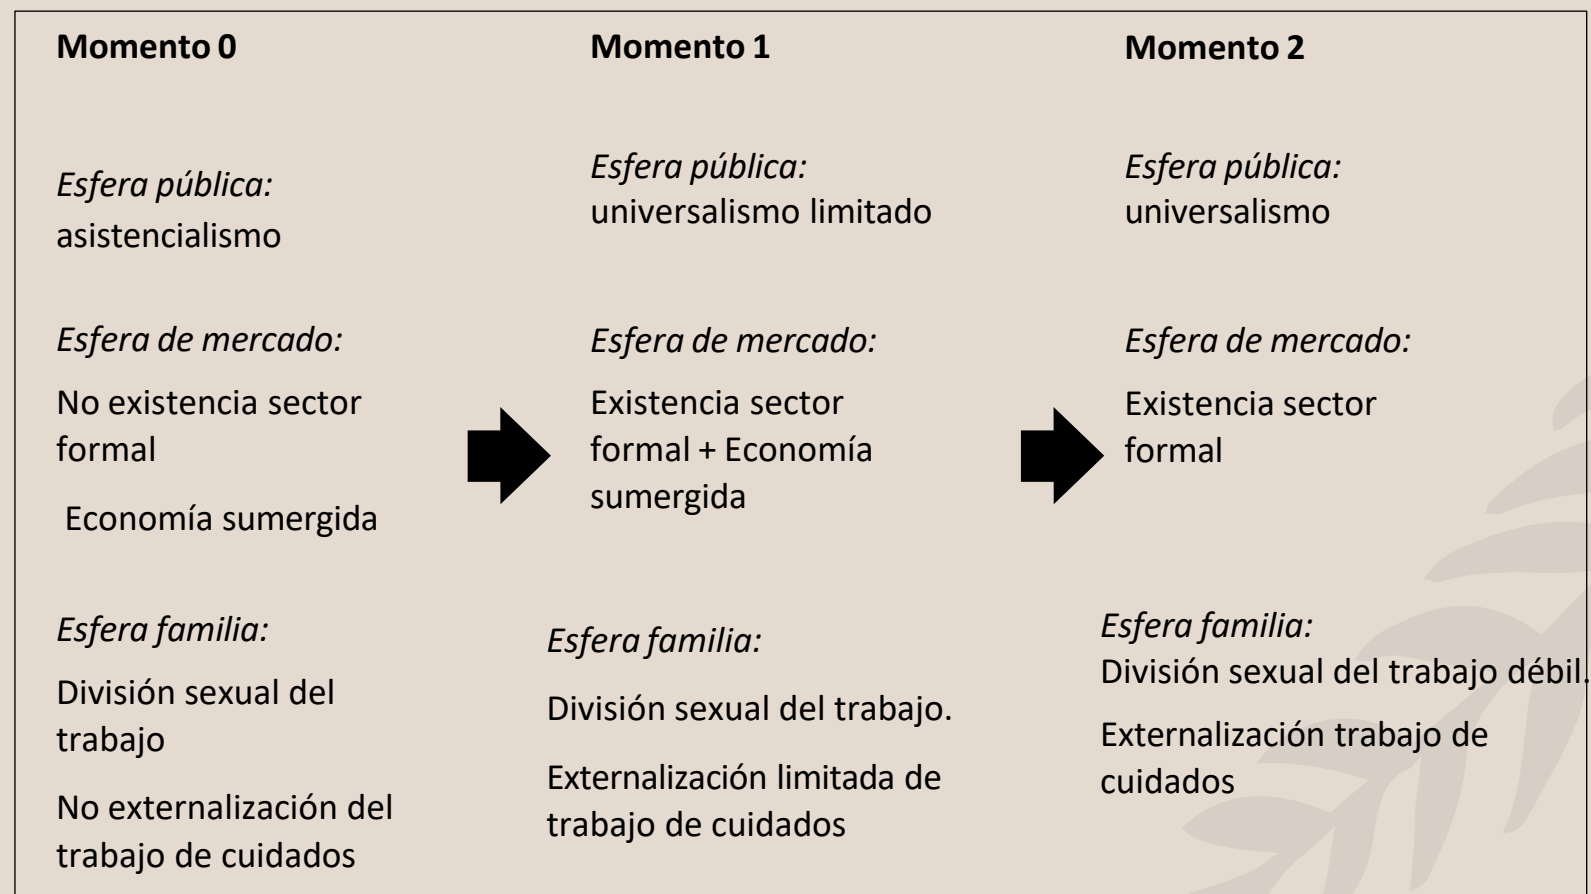 Momento 0
Esfera pública:
asistencialismo
Esfera de mercado:
No existencia sector
formal
Economía sumergida
Esfera familia:
División sexual del
trabajo
No externalización del
trabajo de cuidados
Momento 1
Esfera pública:
universalismo limitado
Esfera de mercado:
Existencia sector
formal + Economía
sumergida
Esfera familia:
División sexual del trabajo.
Externalización limitada de
trabajo de cuidados
Momento 2
Esfera pública:
universalismo
Esfera de mercado:
Existencia sector
formal
Esfera familia:
División sexual del trabajo débil.
Externalización trabajo de
cuidados